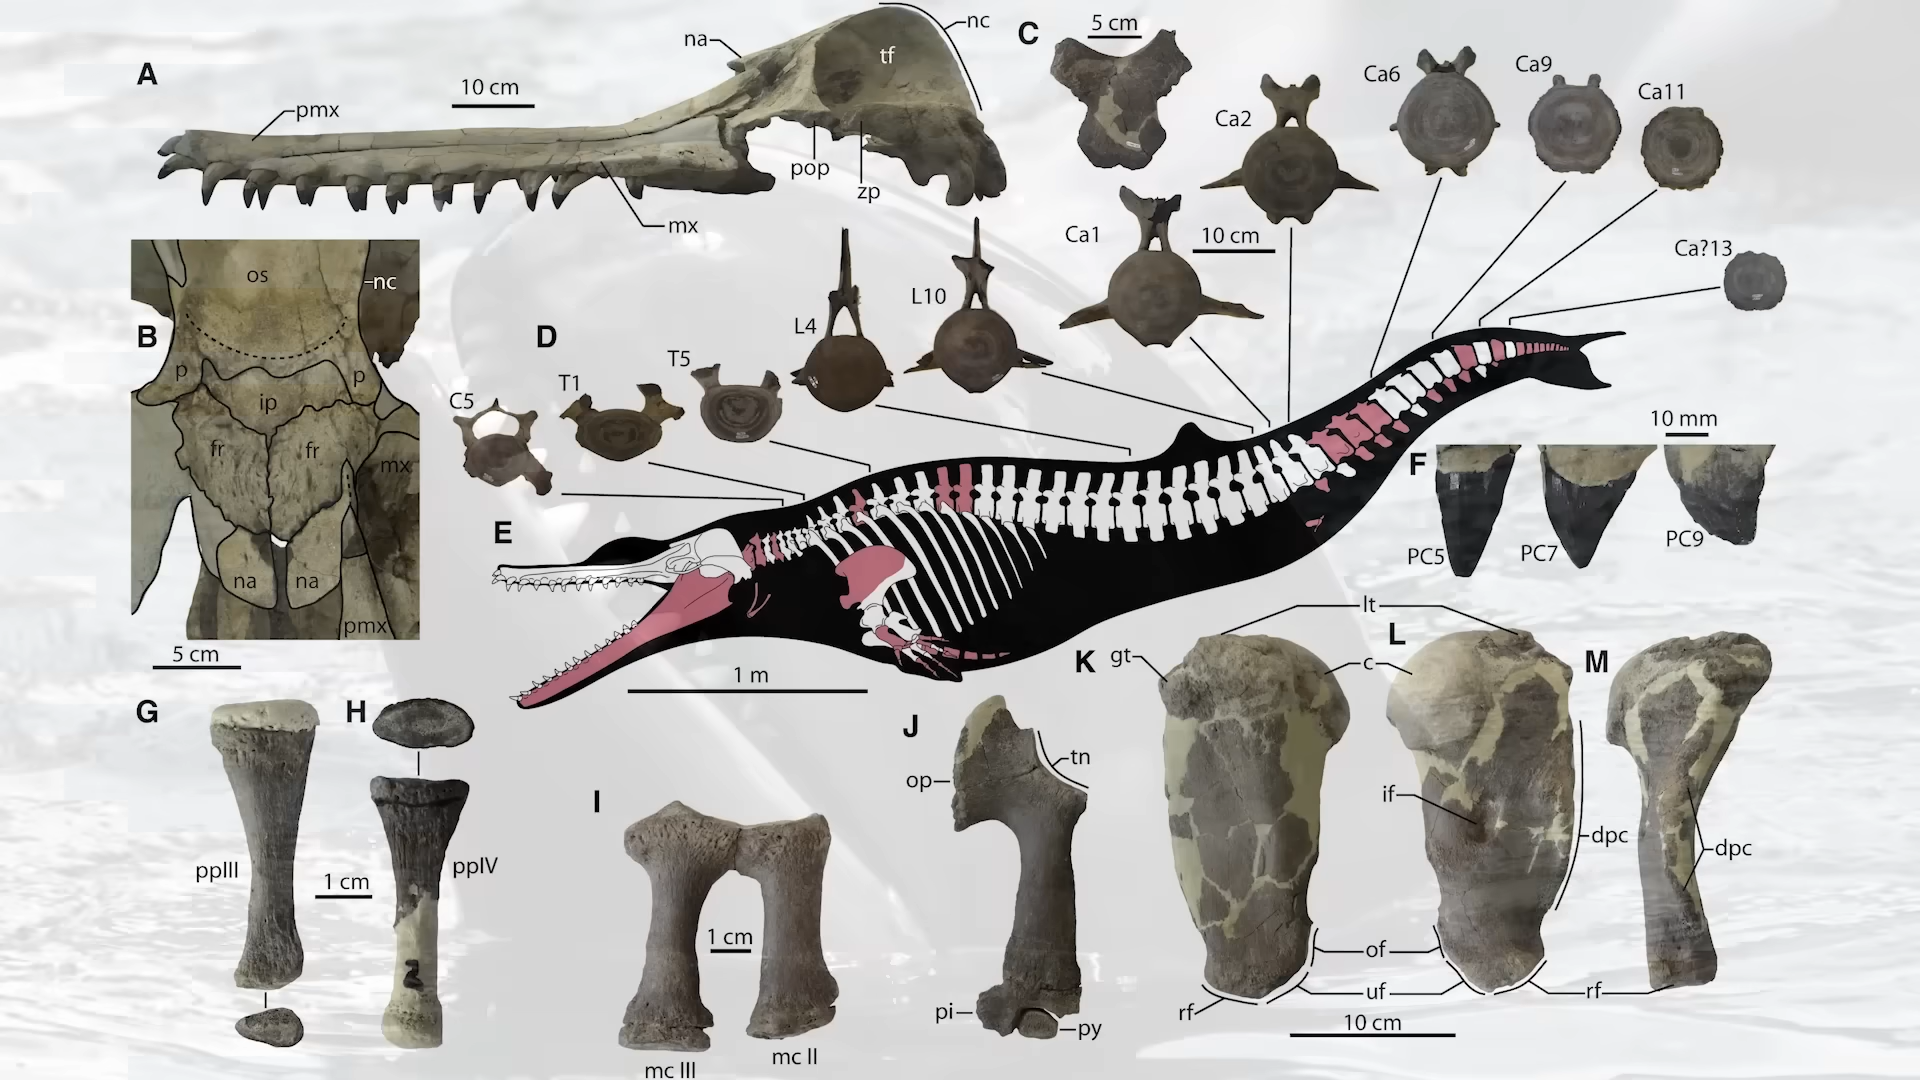 A
10 cm
na
nc
tf
pmx
pop
zp
mx
B
os
nc
p
p
ip
fr
fr
mx
na
na
pmx
5 cm
C
5 cm
D
C5
T1
T5
L4
L10
Ca1
10 cm
Ca2
Ca6
Ca9
Ca11
Ca?13
E
1 m
F
10 mm
PC5
PC7
PC9
G
ppIII
H
1 cm
ppIV
2
I
1 cm
mc III
mc II
J
op
tn
pi
py
K
lt
L
M
gt
c
if
dpc
dpc
of
uf
rf
rf
10 cm